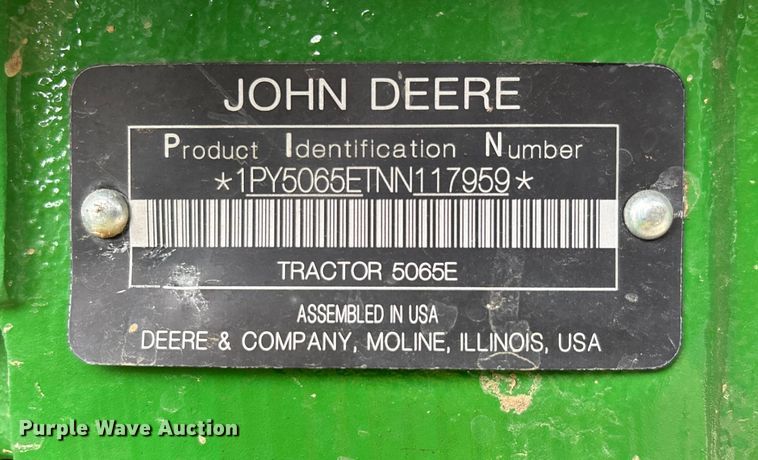 JOHN DEERE
Product Identification Number
*1PY5065ETNN117959*
TRACTOR 5065E
ASSEMBLED IN USA
DEERE & COMPANY, MOLINE, ILLINOIS, USA
Purple Wave Auction